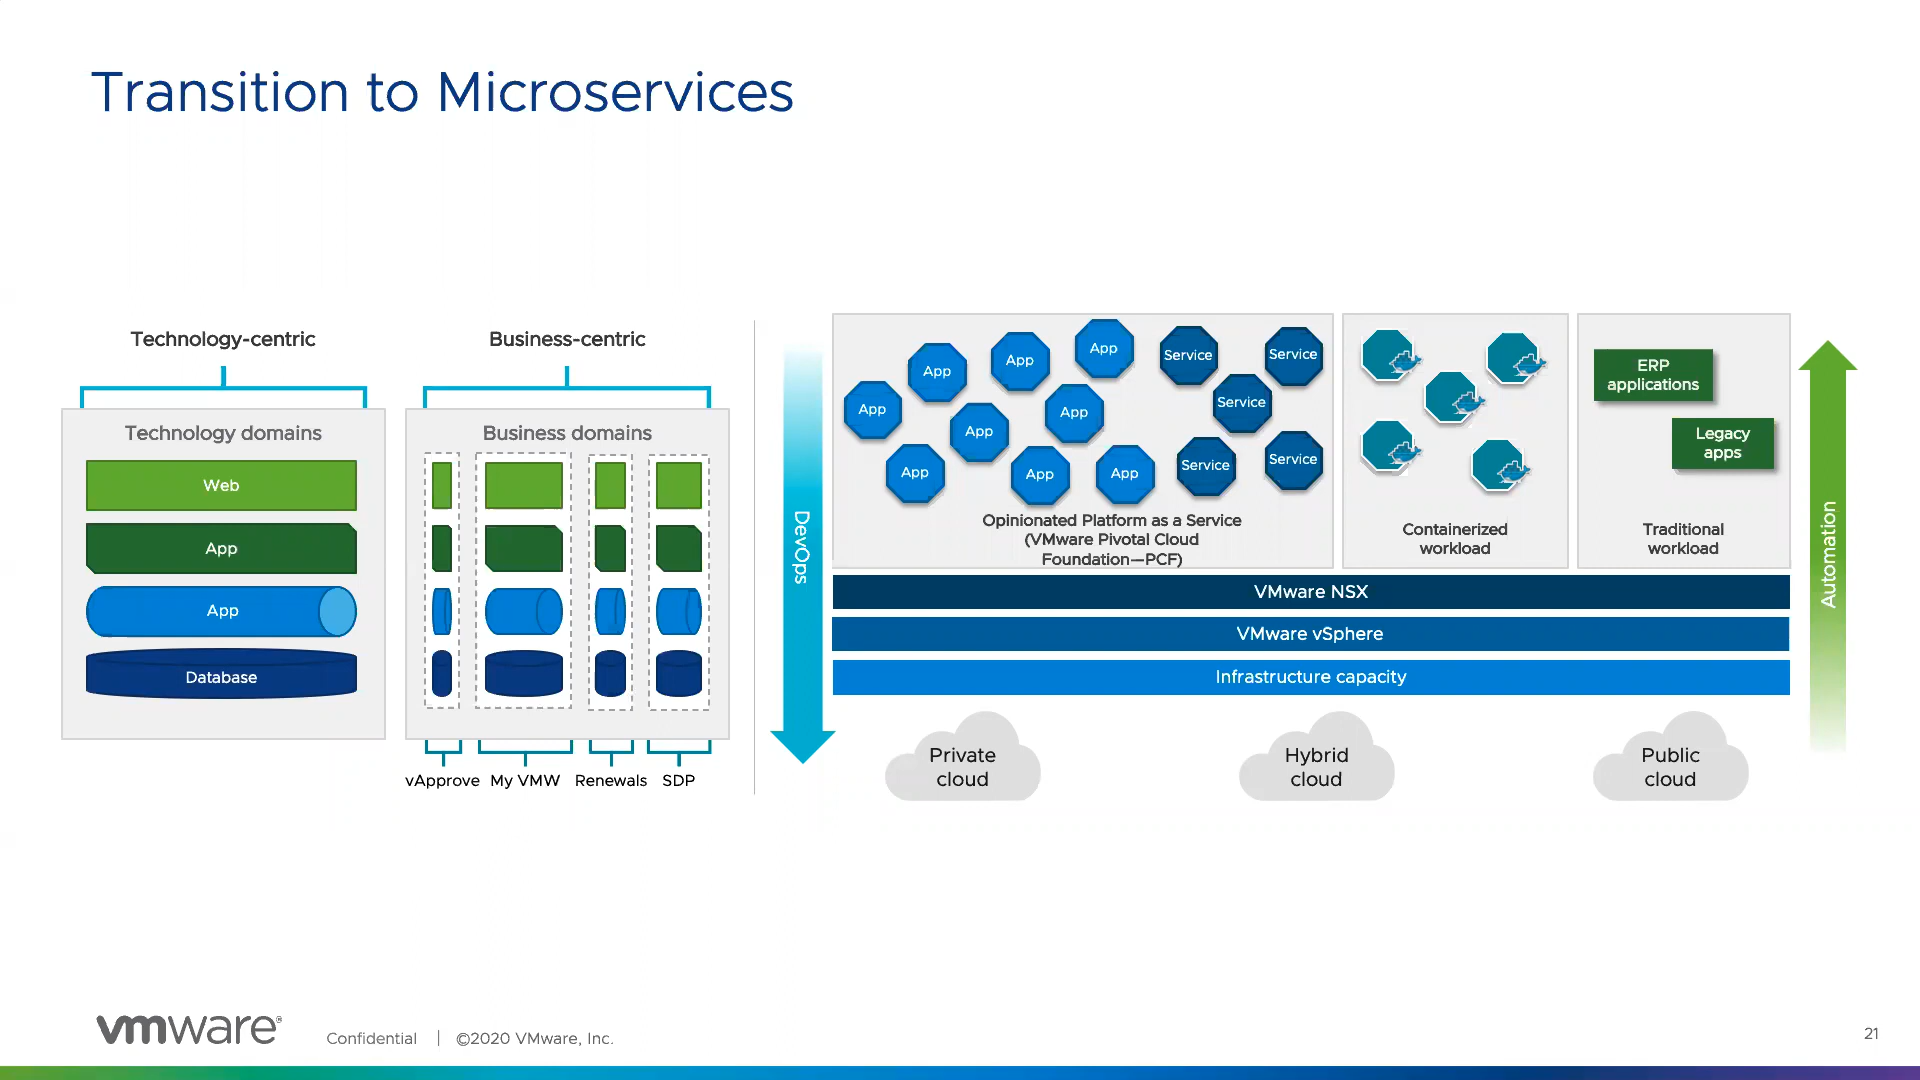 Transition to Microservices
Technology-centric
Technology domains
Web
App
App
Database
Business-centric
Business domains
vApprove
My VMW
Renewals
SDP
DevOps
App
App
App
App
App
App
App
App
App
App
Service
Service
Service
Service
Service
Opinionated Platform as a Service
(VMware Pivotal Cloud
Foundation—PCF)
Containerized
workload
ERP
applications
Legacy
apps
Traditional
workload
VMware NSX
VMware vSphere
Infrastructure capacity
Private
cloud
Hybrid
cloud
Public
cloud
Automation
vmware®
Confidential | ©2020 VMware, Inc.
21